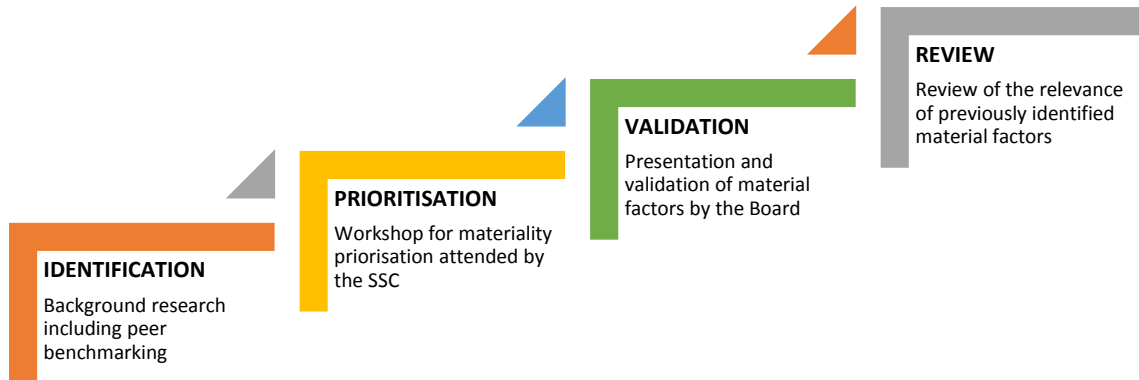 IDENTIFICATION
Background research
including peer
benchmarking
PRIORITISATION
Workshop for materiality
priorisation attended by
the SSC
VALIDATION
Presentation and
validation of material
factors by the Board
REVIEW
Review of the relevance
of previously identified
material factors